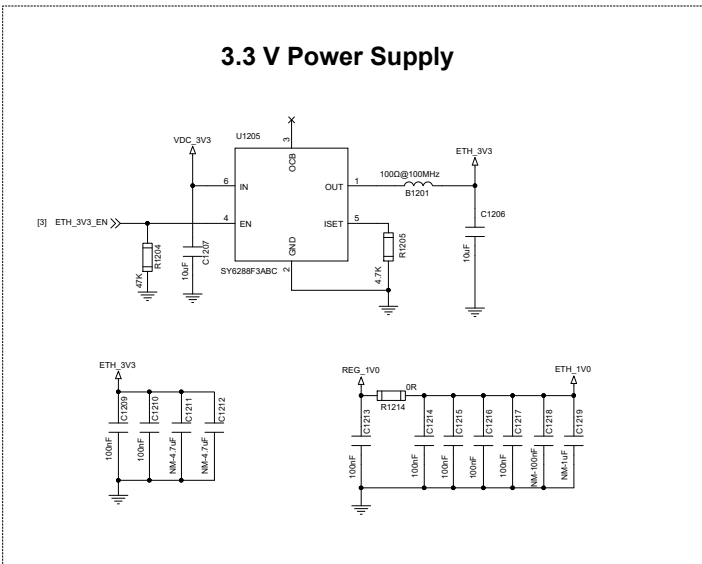 3.3 V Power Supply
VDC_3V3
U1205
3
OCB
ETH_3V3
6
IN
OUT
1
100Ω@100MHz
B1201
[3] ETH_3V3_EN
4
EN
ISET
5
C1206
10uF
R1204
47K
C1207
10uF
GND
2
SY6288F3ABC
R1205
4.7K
ETH_3V3
C1209
100nF
C1210
100nF
C1211
NM-4.7uF
C1212
NM-4.7uF
REG_1V0
0R
R1214
ETH_1V0
C1213
100nF
C1214
100nF
C1215
100nF
C1216
100nF
C1217
100nF
C1218
NM-100nF
C1219
NM-1uF